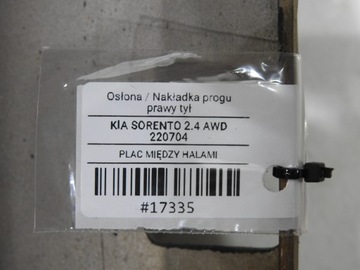 Osłona / Nakładka progu
prawy tył
KIA SORENTO 2.4 AWD
220704
PLAC MIĘDZY HALAMI
#17335